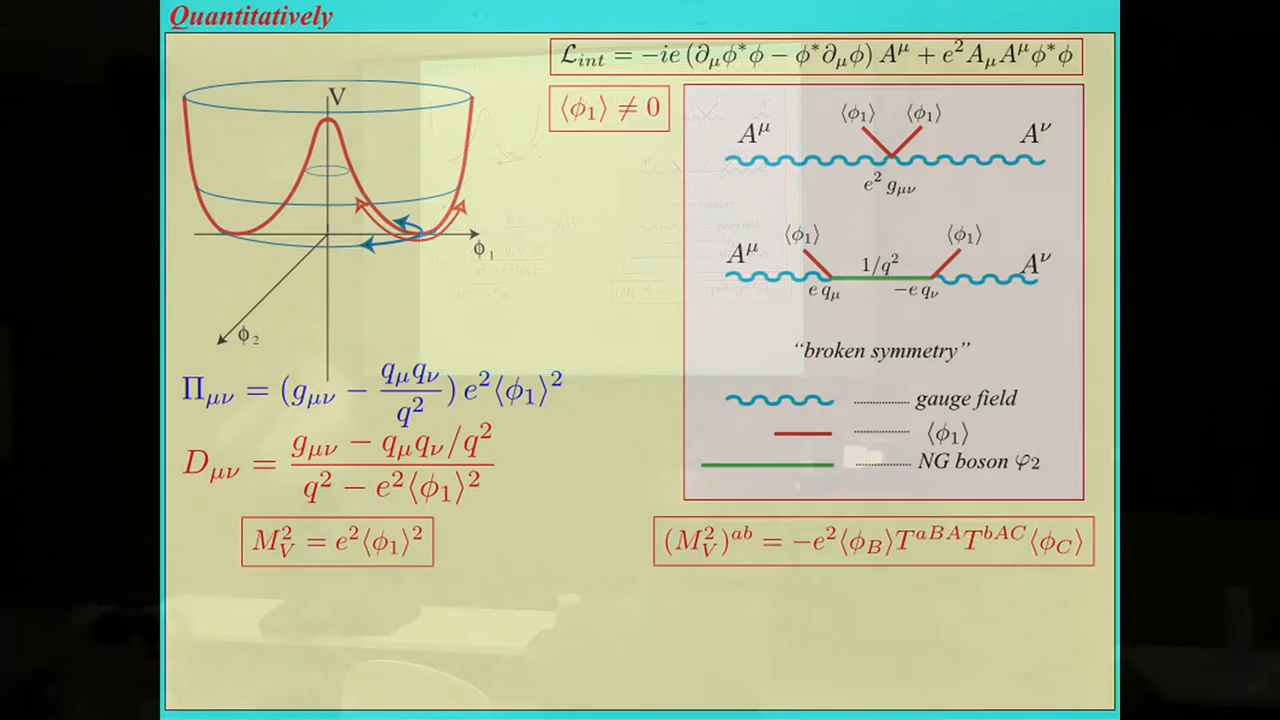 Quantitatively
ℒ_int = −ie (∂_μϕ*ϕ − ϕ*∂_μϕ) A^μ + e² A_μ A^μ ϕ*ϕ
V
⟨ϕ₁⟩ ≠ 0
⟨ϕ₁⟩ ⟨ϕ₁⟩
A^μ A^ν
e² g_μν
ϕ₁
⟨ϕ₁⟩ ⟨ϕ₁⟩
A^μ 1/q² A^ν
e q_μ −e q_ν
ϕ₂
"broken symmetry"
Π_μν = (g_μν − q_μq_ν/q²) e²⟨ϕ₁⟩²
gauge field
D_μν = (g_μν − q_μq_ν/q²)/(q² − e²⟨ϕ₁⟩²)
⟨ϕ₁⟩
NG boson φ₂
M_V² = e²⟨ϕ₁⟩²
(M_V²)^ab = −e²⟨ϕ_B⟩T^aBA T^bAC⟨ϕ_C⟩